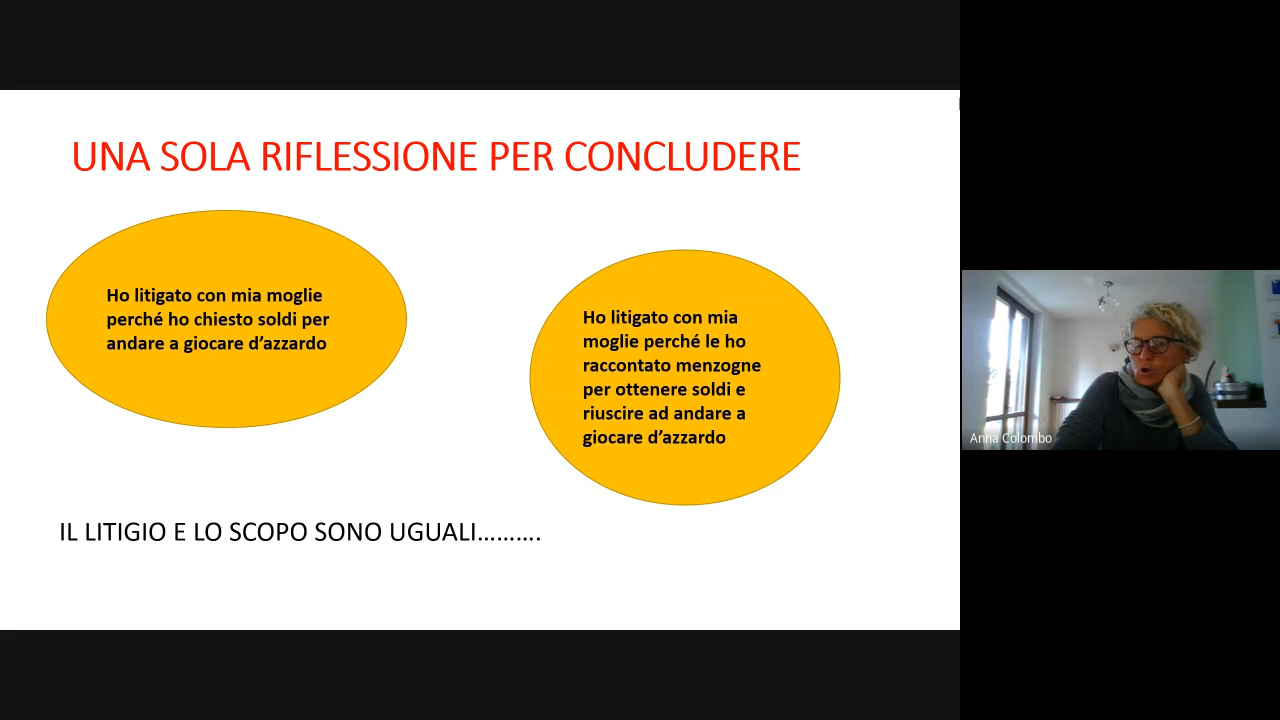 UNA SOLA RIFLESSIONE PER CONCLUDERE
Ho litigato con mia moglie
perché ho chiesto soldi per
andare a giocare d’azzardo
Ho litigato con mia
moglie perché le ho
raccontato menzogne
per ottenere soldi e
riuscire ad andare a
giocare d’azzardo
IL LITIGIO E LO SCOPO SONO UGUALI……….
Anna Colombo